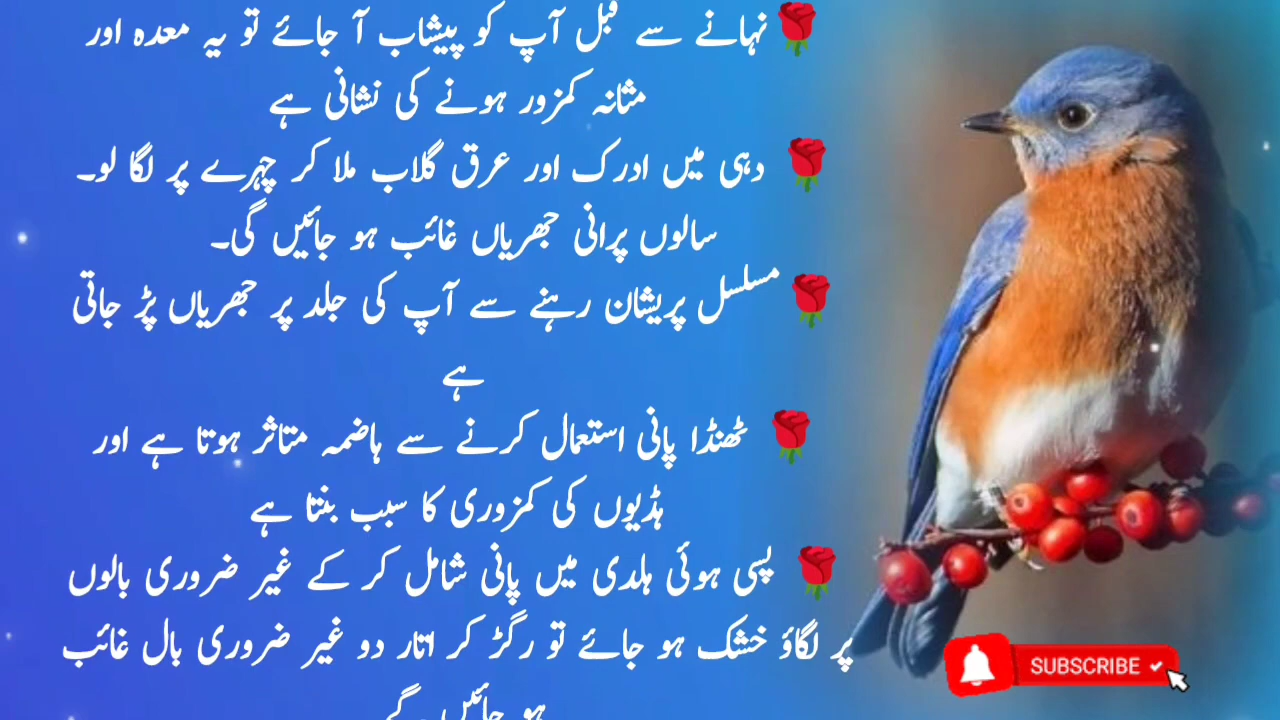 نہانے سے قبل آپ کو پیشاب آ جائے تو یہ معدہ اور
مثانہ کمزور ہونے کی نشانی ہے
دہی میں ادرک اور عرق گلاب ملا کر چہرے پر لگا لو۔
سالوں پرانی جھریاں غائب ہو جائیں گی۔
مسلسل پریشان رہنے سے آپ کی جلد پر جھریاں پڑ جاتی
ہے
ٹھنڈا پانی استعمال کرنے سے ہاضمہ متاثر ہوتا ہے اور
ہڈیوں کی کمزوری کا سبب بنتا ہے
پسی ہوئی ہلدی میں پانی شامل کر کے غیر ضروری بالوں
پر لگاؤ خشک ہو جائے تو رگڑ کر اتار دو غیر ضروری بال غائب
ہو جائیں گے
SUBSCRIBE